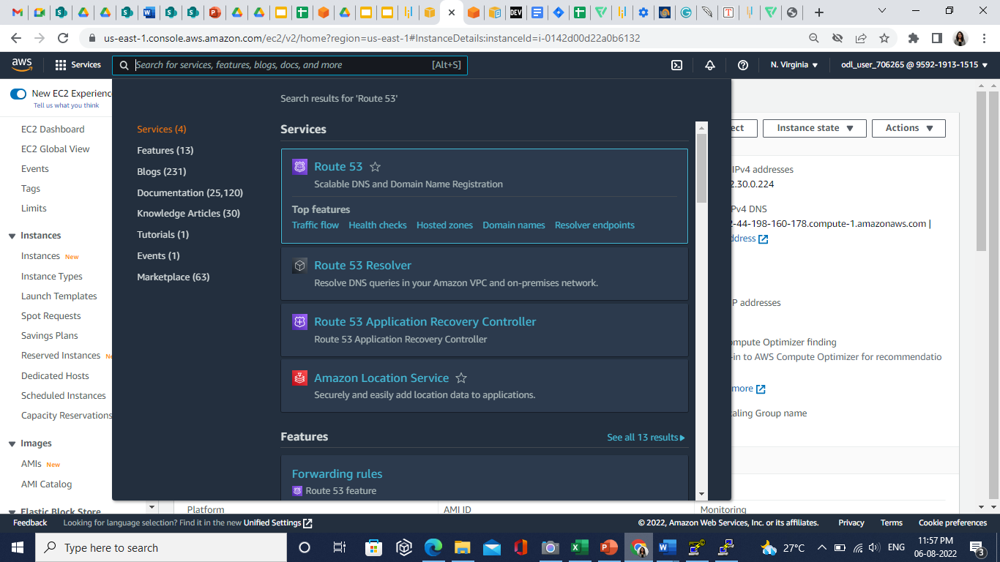 us-east-1.console.aws.amazon.com/ec2/v2/home?region=us-east-1#InstanceDetails:instanceId=i-0142d00d22a0b6132
aws
Services
Search for services, features, blogs, docs, and more
[Alt+S]
N. Virginia
odl_user_706265 @ 9592-1913-1515
New EC2 Experienc
Tell us what you think
EC2 Dashboard
EC2 Global View
Events
Tags
Limits
Instances
Instances New
Instance Types
Launch Templates
Spot Requests
Savings Plans
Reserved Instances Ne
Dedicated Hosts
Scheduled Instances
Capacity Reservations
Images
AMIs New
AMI Catalog
Elastic Block Store
Search results for 'Route 53'
Services (4)
Features (13)
Blogs (231)
Documentation (25,120)
Knowledge Articles (30)
Tutorials (1)
Events (1)
Marketplace (63)
Services
Route 53
Scalable DNS and Domain Name Registration
Top features
Traffic flow Health checks Hosted zones Domain names Resolver endpoints
Route 53 Resolver
Resolve DNS queries in your Amazon VPC and on-premises network.
Route 53 Application Recovery Controller
Route 53 Application Recovery Controller
Amazon Location Service
Securely and easily add location data to applications.
Features
See all 13 results
Forwarding rules
Route 53 feature
ect
Instance state
Actions
IPv4 addresses
2.30.0.224
Pv4 DNS
2-44-198-160-178.compute-1.amazonaws.com |
ddress
P addresses
ompute Optimizer finding
-in to AWS Compute Optimizer for recommendatio
more
aling Group name
Platform
AMI ID
Monitoring
Feedback
Looking for language selection? Find it in the new Unified Settings
© 2022, Amazon Web Services, Inc. or its affiliates.
Privacy
Terms
Cookie preferences
Type here to search
27°C
ENG
11:57 PM
06-08-2022
3